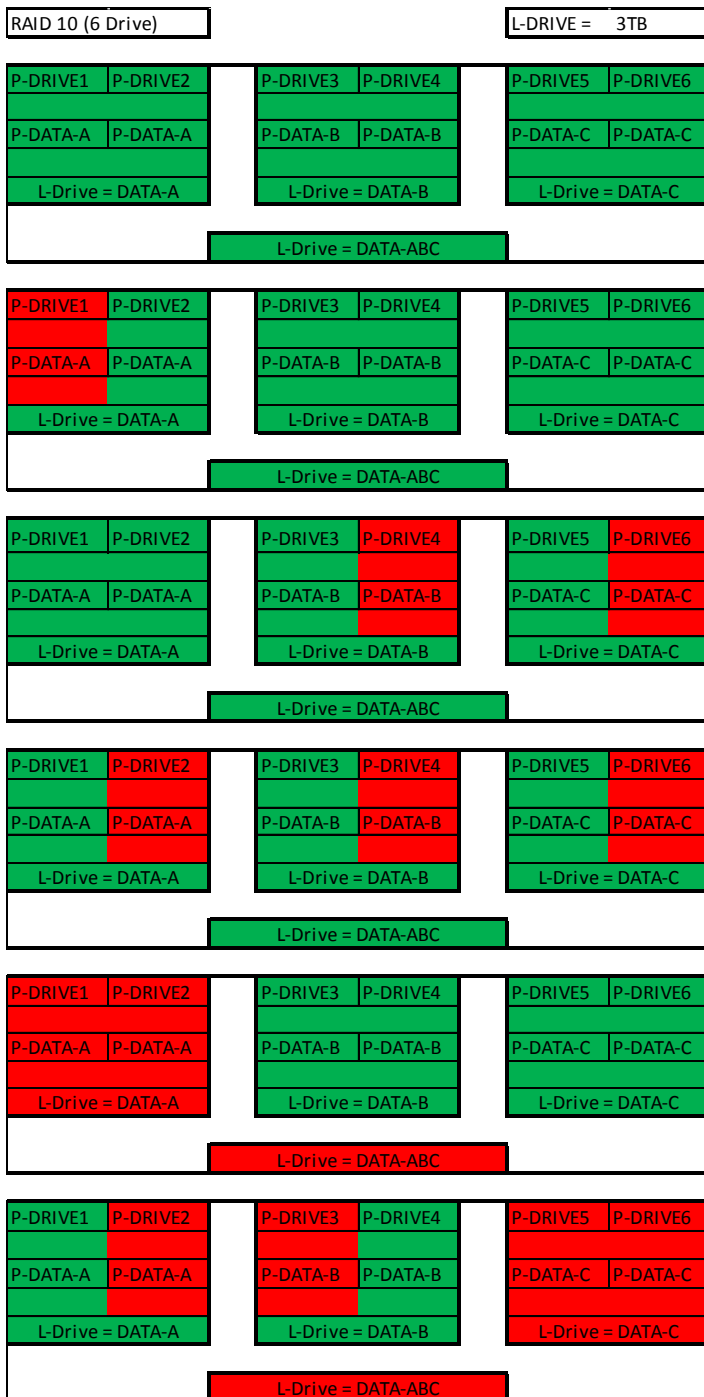 RAID 10 (6 Drive) L-DRIVE = 3TB
P-DRIVE1 P-DRIVE2 P-DRIVE3 P-DRIVE4 P-DRIVE5 P-DRIVE6
P-DATA-A P-DATA-A P-DATA-B P-DATA-B P-DATA-C P-DATA-C
L-Drive = DATA-A L-Drive = DATA-B L-Drive = DATA-C
L-Drive = DATA-ABC
P-DRIVE1 P-DRIVE2 P-DRIVE3 P-DRIVE4 P-DRIVE5 P-DRIVE6
P-DATA-A P-DATA-A P-DATA-B P-DATA-B P-DATA-C P-DATA-C
L-Drive = DATA-A L-Drive = DATA-B L-Drive = DATA-C
L-Drive = DATA-ABC
P-DRIVE1 P-DRIVE2 P-DRIVE3 P-DRIVE4 P-DRIVE5 P-DRIVE6
P-DATA-A P-DATA-A P-DATA-B P-DATA-B P-DATA-C P-DATA-C
L-Drive = DATA-A L-Drive = DATA-B L-Drive = DATA-C
L-Drive = DATA-ABC
P-DRIVE1 P-DRIVE2 P-DRIVE3 P-DRIVE4 P-DRIVE5 P-DRIVE6
P-DATA-A P-DATA-A P-DATA-B P-DATA-B P-DATA-C P-DATA-C
L-Drive = DATA-A L-Drive = DATA-B L-Drive = DATA-C
L-Drive = DATA-ABC
P-DRIVE1 P-DRIVE2 P-DRIVE3 P-DRIVE4 P-DRIVE5 P-DRIVE6
P-DATA-A P-DATA-A P-DATA-B P-DATA-B P-DATA-C P-DATA-C
L-Drive = DATA-A L-Drive = DATA-B L-Drive = DATA-C
L-Drive = DATA-ABC
P-DRIVE1 P-DRIVE2 P-DRIVE3 P-DRIVE4 P-DRIVE5 P-DRIVE6
P-DATA-A P-DATA-A P-DATA-B P-DATA-B P-DATA-C P-DATA-C
L-Drive = DATA-A L-Drive = DATA-B L-Drive = DATA-C
L-Drive = DATA-ABC